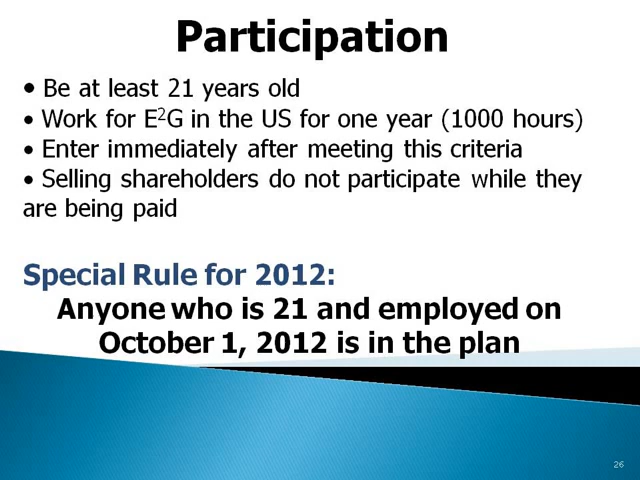 Participation
• Be at least 21 years old
• Work for E²G in the US for one year (1000 hours)
• Enter immediately after meeting this criteria
• Selling shareholders do not participate while they
are being paid
Special Rule for 2012:
Anyone who is 21 and employed on
October 1, 2012 is in the plan
26